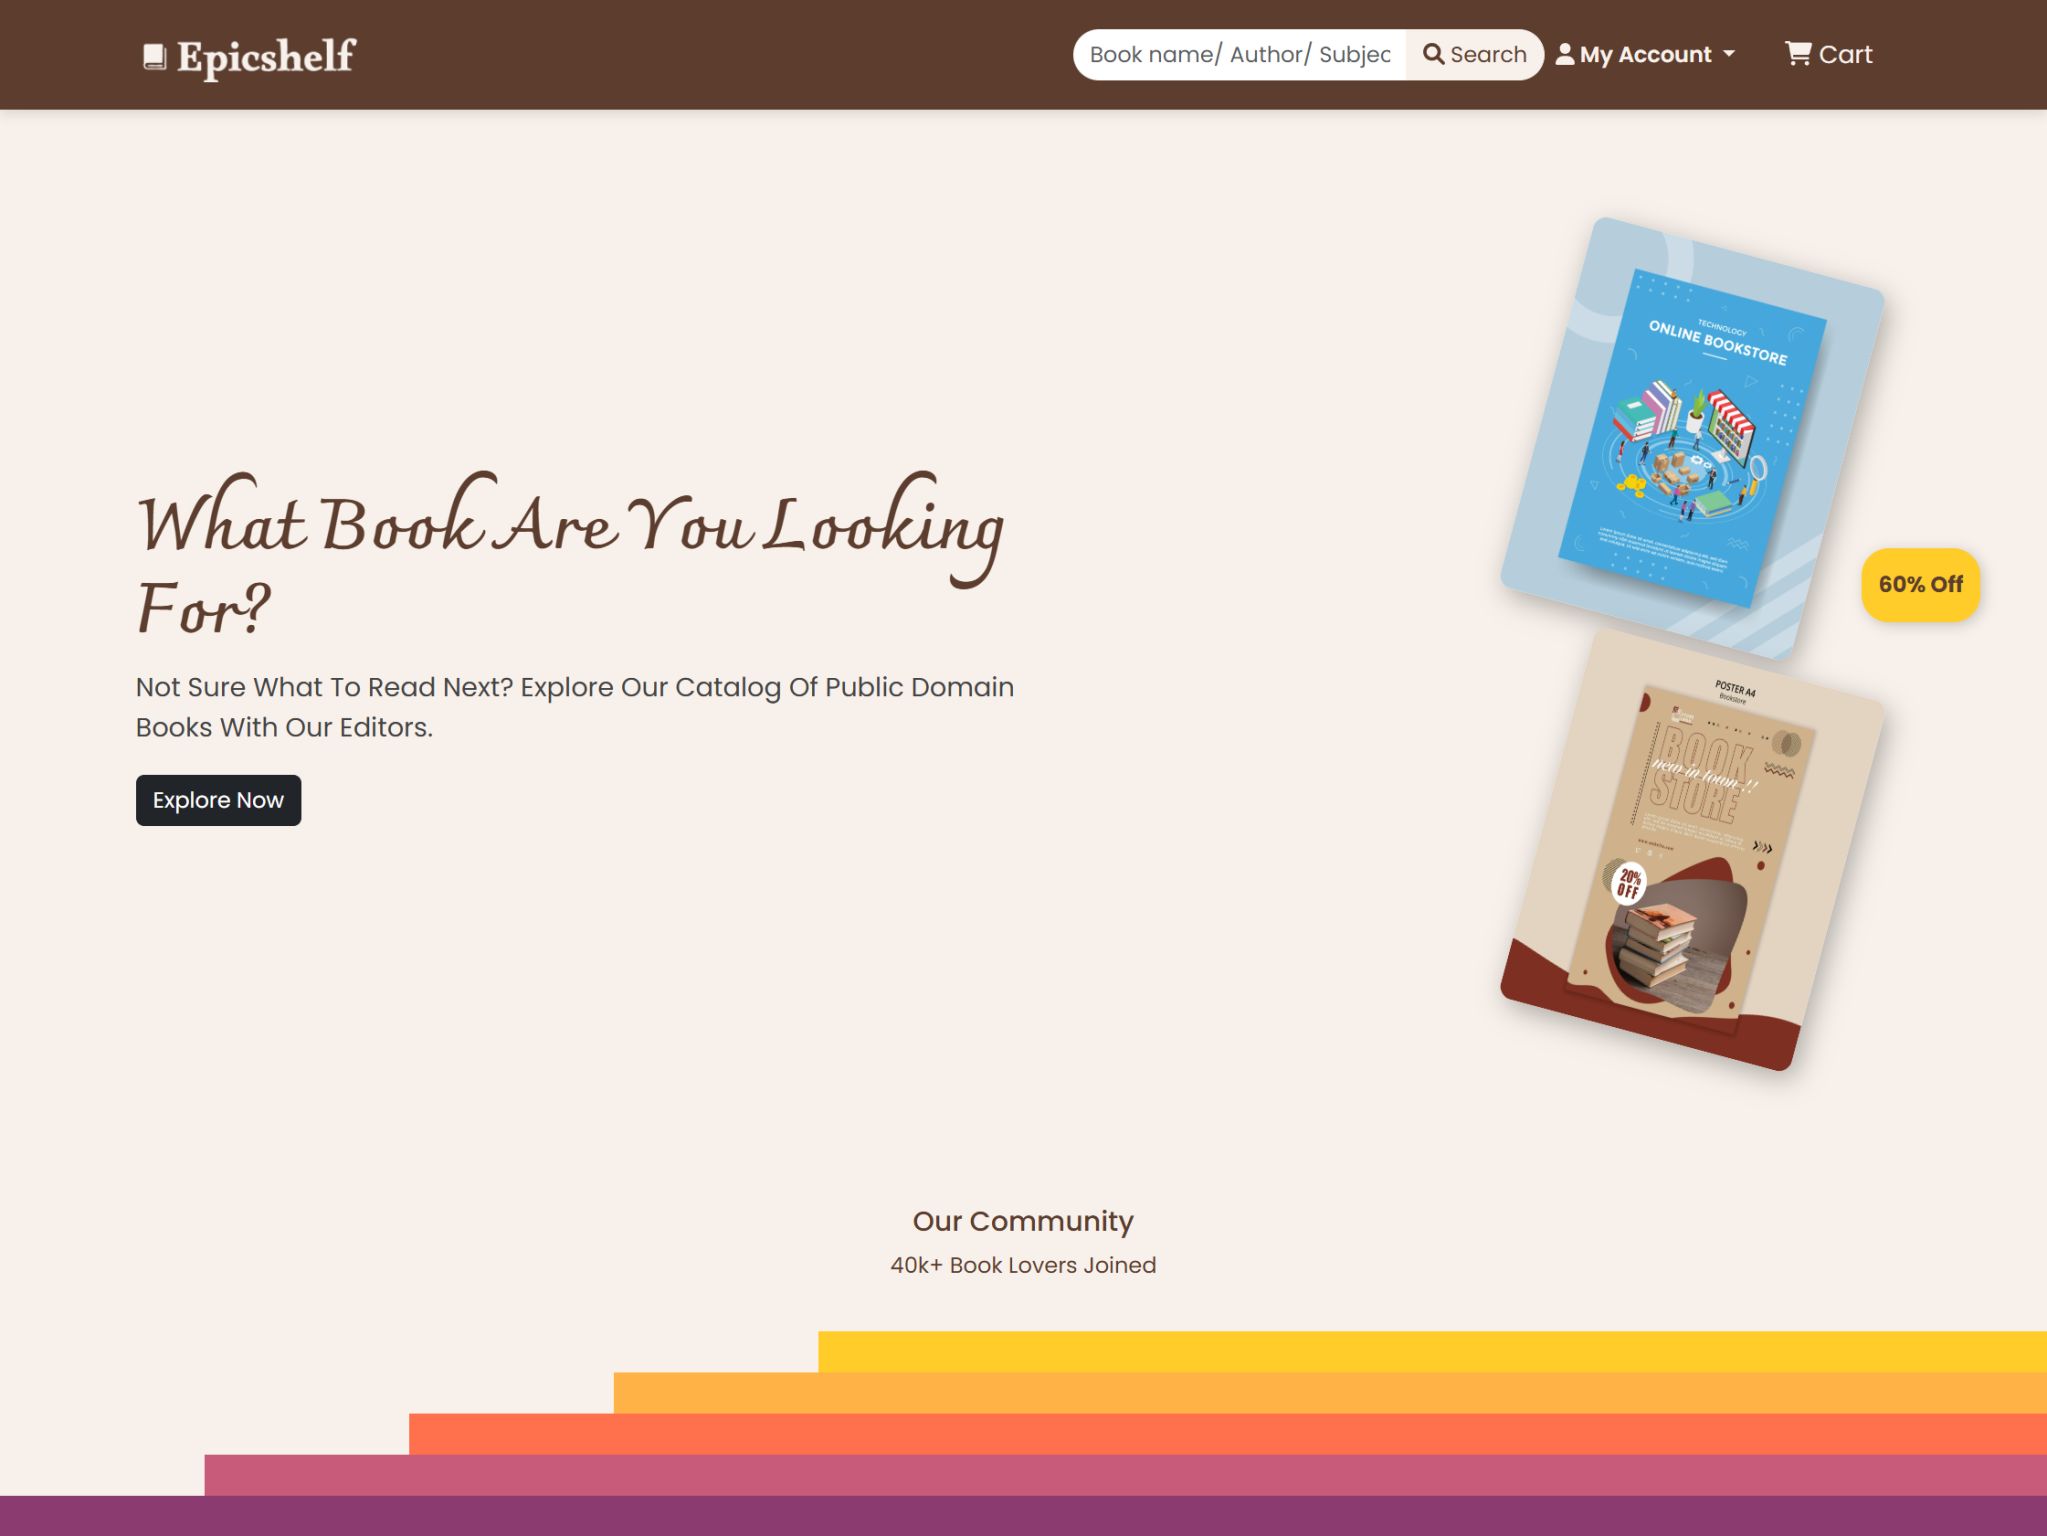 Epicshelf
Book name/ Author/ Subjec
Search
My Account
Cart
TECHNOLOGY
ONLINE BOOKSTORE
60% Off
What Book Are You Looking
For?
Not Sure What To Read Next? Explore Our Catalog Of Public Domain
Books With Our Editors.
Explore Now
POSTER A4
Bookstore
BOOK
new in town !!
STORE
20%
OFF
Our Community
40k+ Book Lovers Joined